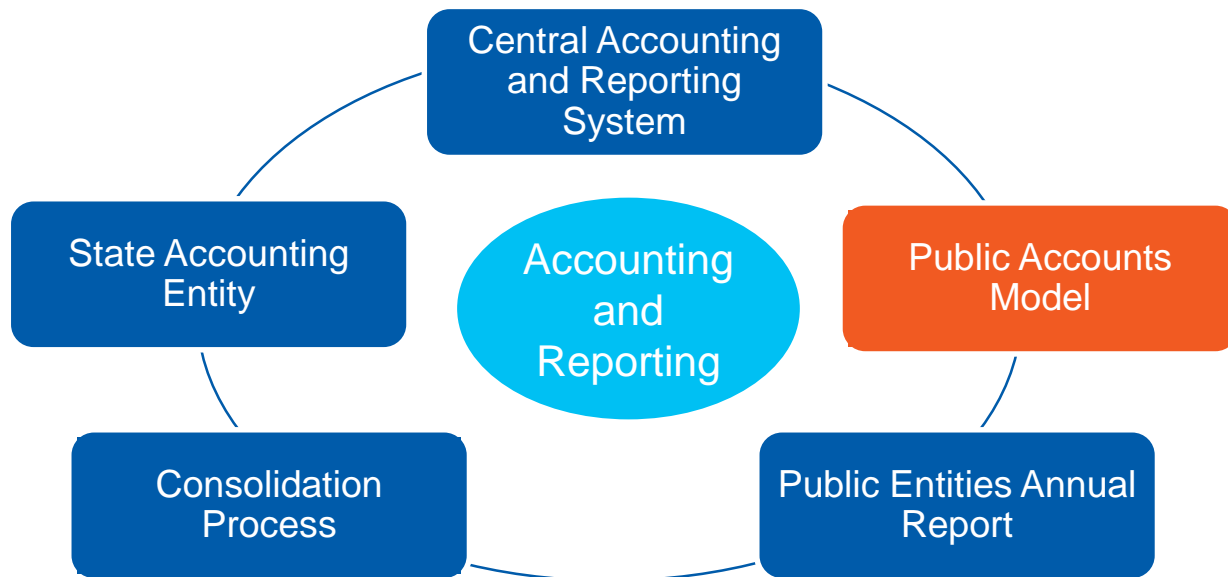 Central Accounting
and Reporting
System
State Accounting
Entity
Accounting
and
Reporting
Public Accounts
Model
Consolidation
Process
Public Entities Annual
Report